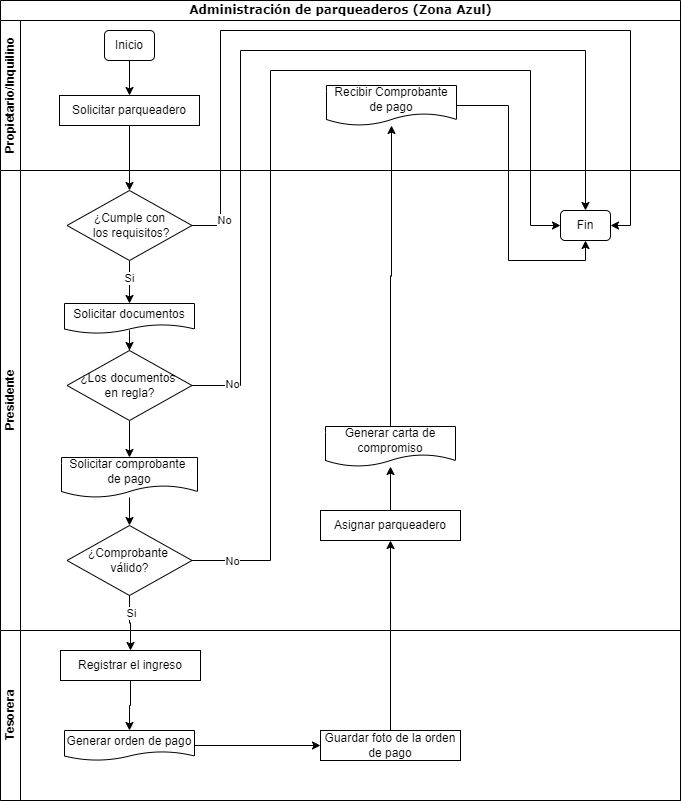 Administración de parqueaderos (Zona Azul)
Propietario/Inquilino
Inicio
Solicitar parqueadero
Recibir Comprobante
de pago
Presidente
¿Cumple con
los requisitos?
No
Fin
Si
Solicitar documentos
¿Los documentos
en regla?
No
Solicitar comprobante
de pago
Generar carta de
compromiso
Asignar parqueadero
¿Comprobante
válido?
No
Si
Tesorera
Registrar el ingreso
Generar orden de pago
Guardar foto de la orden
de pago